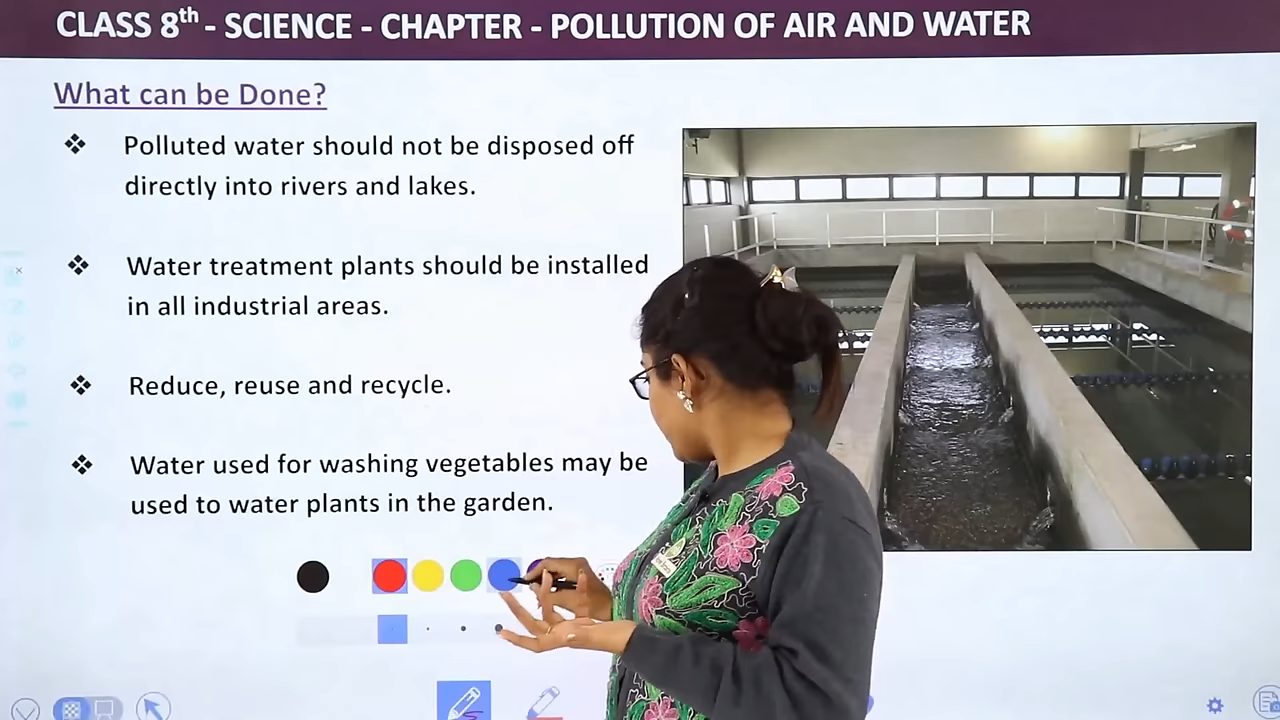 CLASS 8th - SCIENCE - CHAPTER - POLLUTION OF AIR AND WATER
What can be Done?
❖ Polluted water should not be disposed off
directly into rivers and lakes.
❖ Water treatment plants should be installed
in all industrial areas.
❖ Reduce, reuse and recycle.
❖ Water used for washing vegetables may be
used to water plants in the garden.